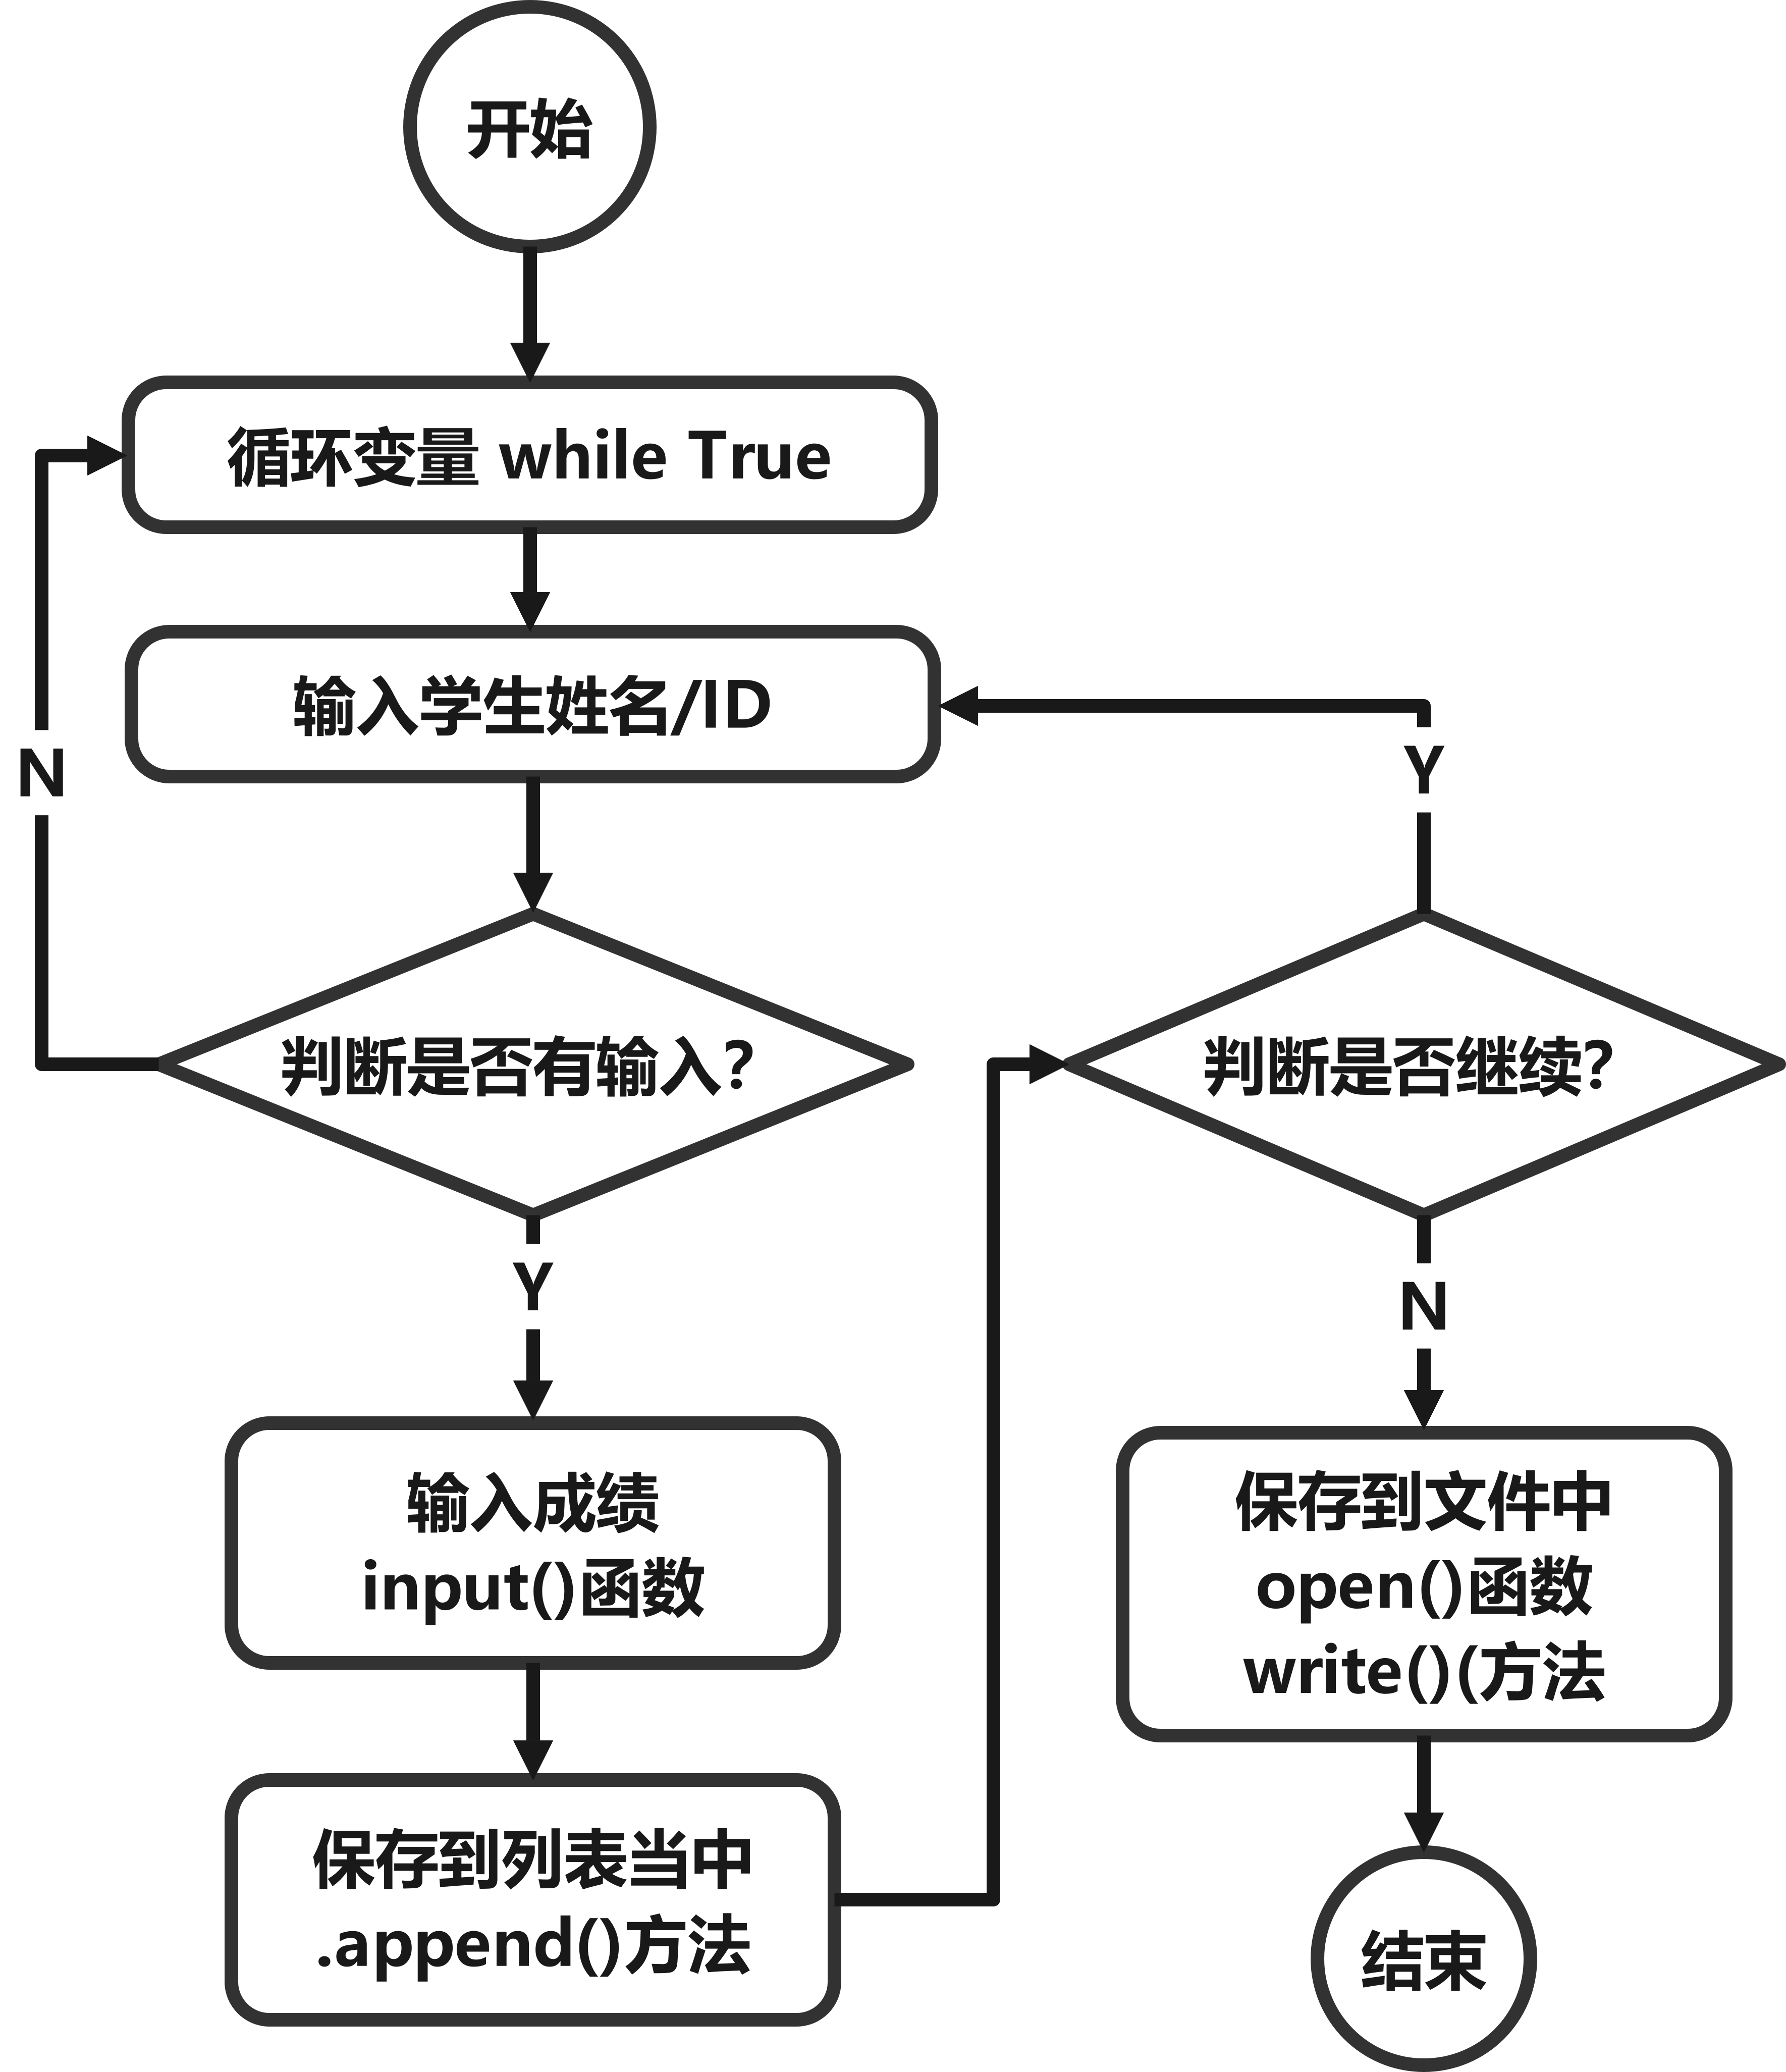 开始
循环变量 while True
输入学生姓名/ID
N
Y
判断是否有输入?
判断是否继续?
Y
N
输入成绩
input()函数
保存到文件中
open()函数
write()(方法
保存到列表当中
.append()方法
结束